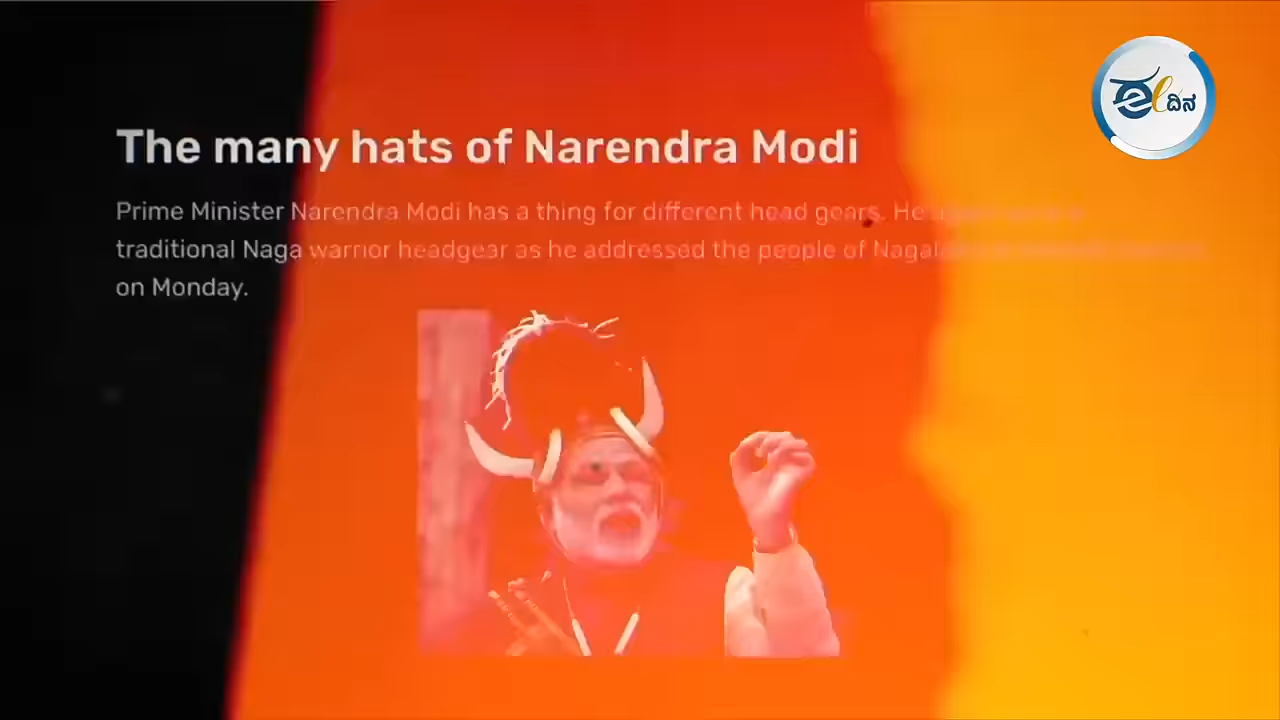 ದಿನ
The many hats of Narendra Modi
Prime Minister Narendra Modi has a thing for different head gears. He
traditional Naga warrior headgear as he addressed the people of
on Monday.